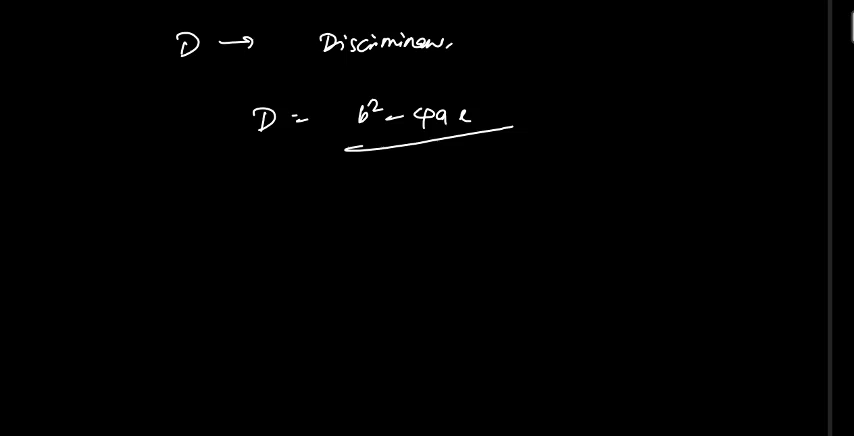 D → Discriminen.
D = b² - 4ac